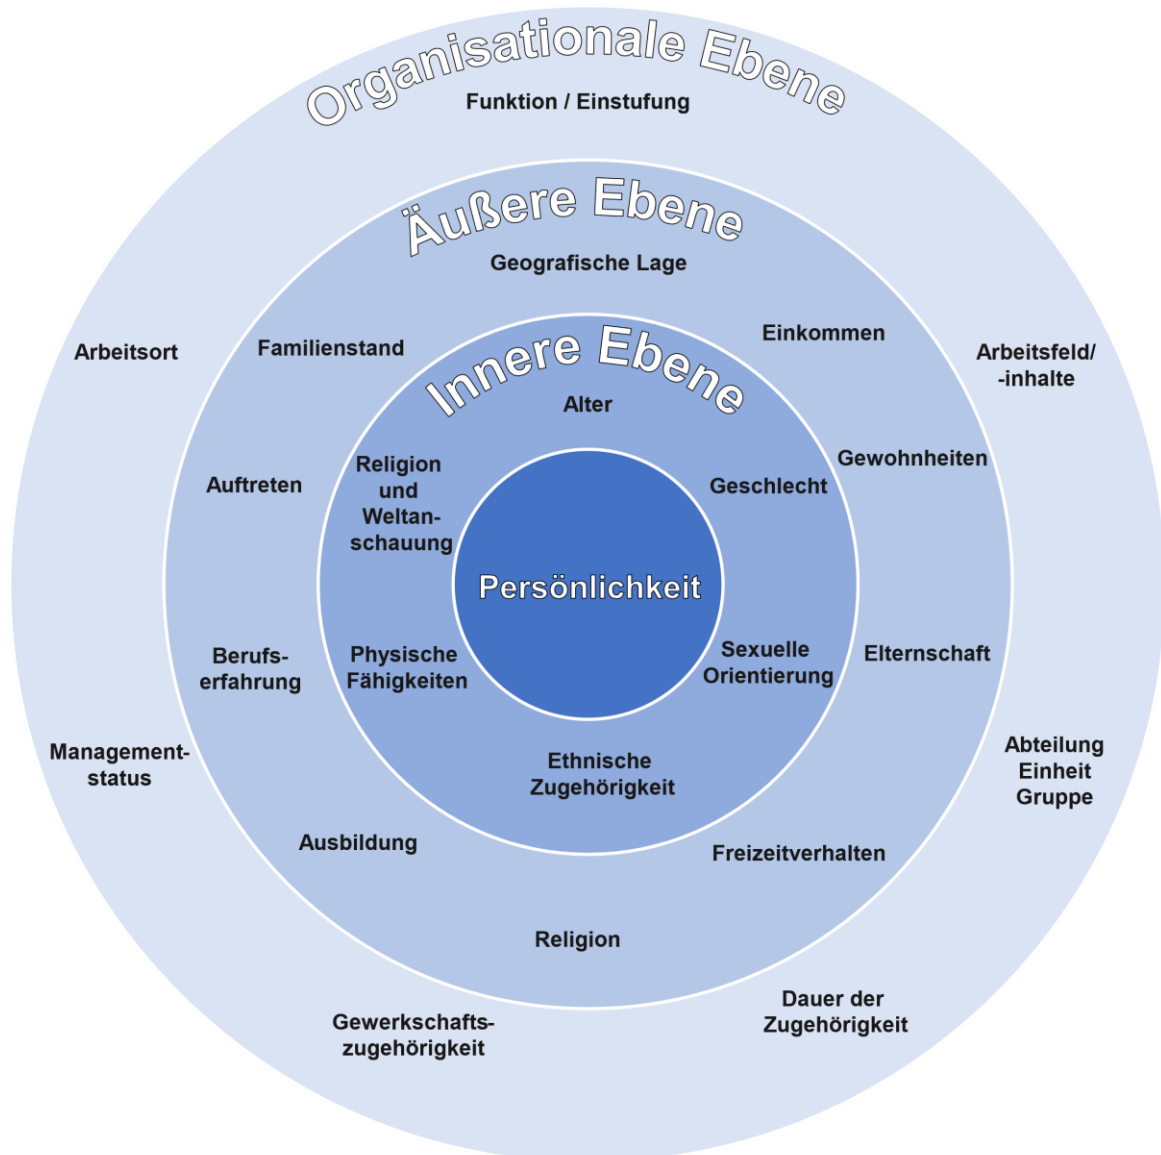 Organisationale Ebene
Funktion / Einstufung
Äußere Ebene
Geografische Lage
Einkommen
Familienstand
Arbeitsort
Arbeitsfeld/
-inhalte
Innere Ebene
Alter
Gewohnheiten
Religion
und
Weltan-
schauung
Geschlecht
Auftreten
Persönlichkeit
Berufs-
erfahrung
Physische
Fähigkeiten
Sexuelle
Orientierung
Elternschaft
Management-
status
Ethnische
Zugehörigkeit
Abteilung
Einheit
Gruppe
Ausbildung
Freizeitverhalten
Religion
Dauer der
Zugehörigkeit
Gewerkschafts-
zugehörigkeit